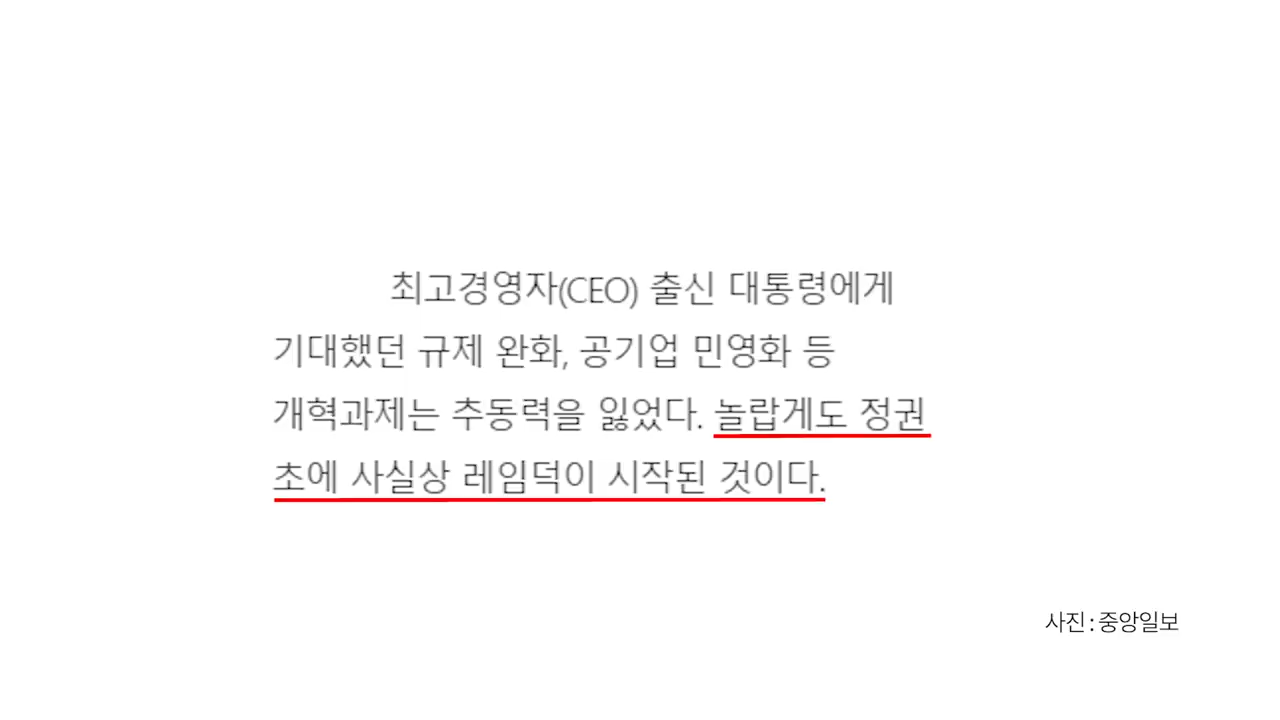 최고경영자(CEO) 출신 대통령에게
기대했던 규제 완화, 공기업 민영화 등
개혁과제는 추동력을 잃었다. 놀랍게도 정권
초에 사실상 레임덕이 시작된 것이다.
사진 : 중앙일보